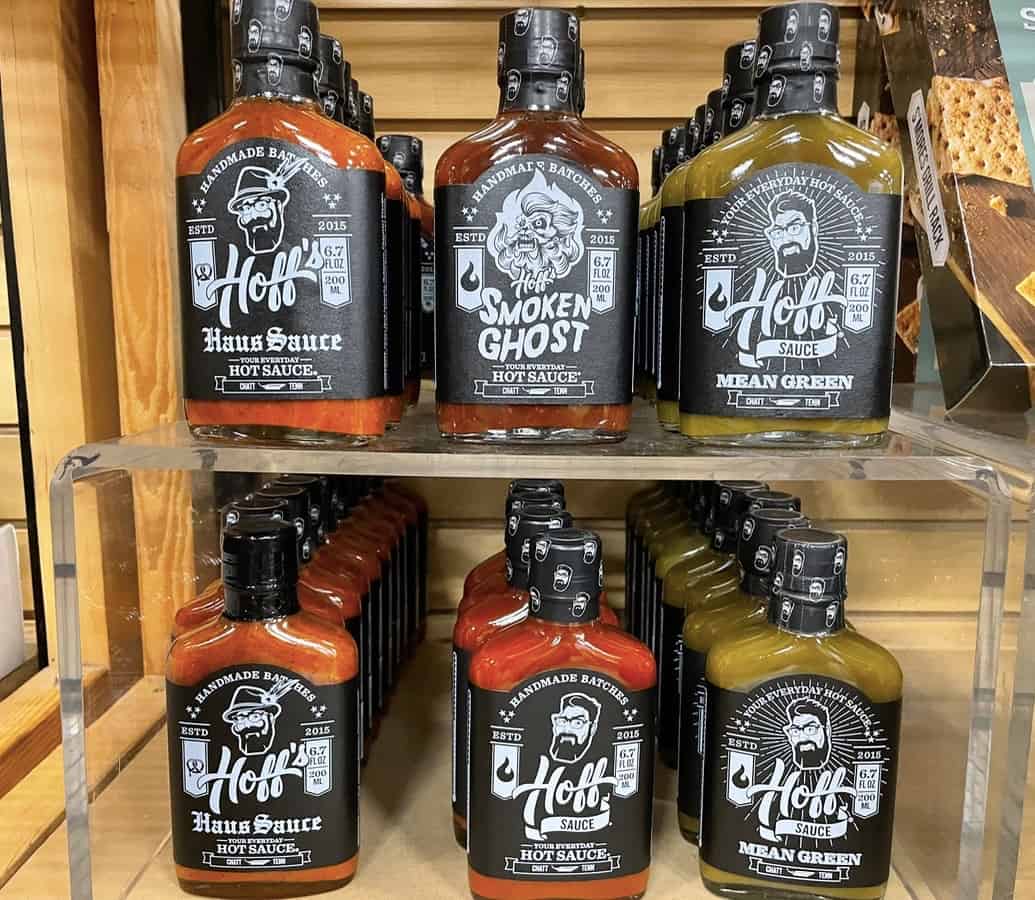 HANDMADE BATCHES
ESTD 2015
6.7
FL OZ
200
ML
Hoff's
Haus Sauce
YOUR EVERYDAY
HOT SAUCE
CHATT TENN
HANDMADE BATCHES
ESTD 2015
6.7
FL OZ
200
ML
Hoff's
SMOKEN
GHOST
YOUR EVERYDAY
HOT SAUCE
CHATT TENN
YOUR EVERYDAY HOT SAUCE
ESTD 2015
6.7
FL OZ
200
ML
Hoff
SAUCE
MEAN GREEN
CHATT TENN
S'MORES GRILL RACK
HANDMADE BATCHES
ESTD 2015
6.7
FL OZ
200
ML
Hoff's
Haus Sauce
YOUR EVERYDAY
HOT SAUCE
CHATT TENN
HANDMADE BATCHES
ESTD 2015
6.7
FL OZ
200
ML
Hoff
SAUCE
YOUR EVERYDAY
HOT SAUCE
CHATT TENN
YOUR EVERYDAY HOT SAUCE
ESTD 2015
6.7
FL OZ
200
ML
Hoff
SAUCE
MEAN GREEN
CHATT TENN